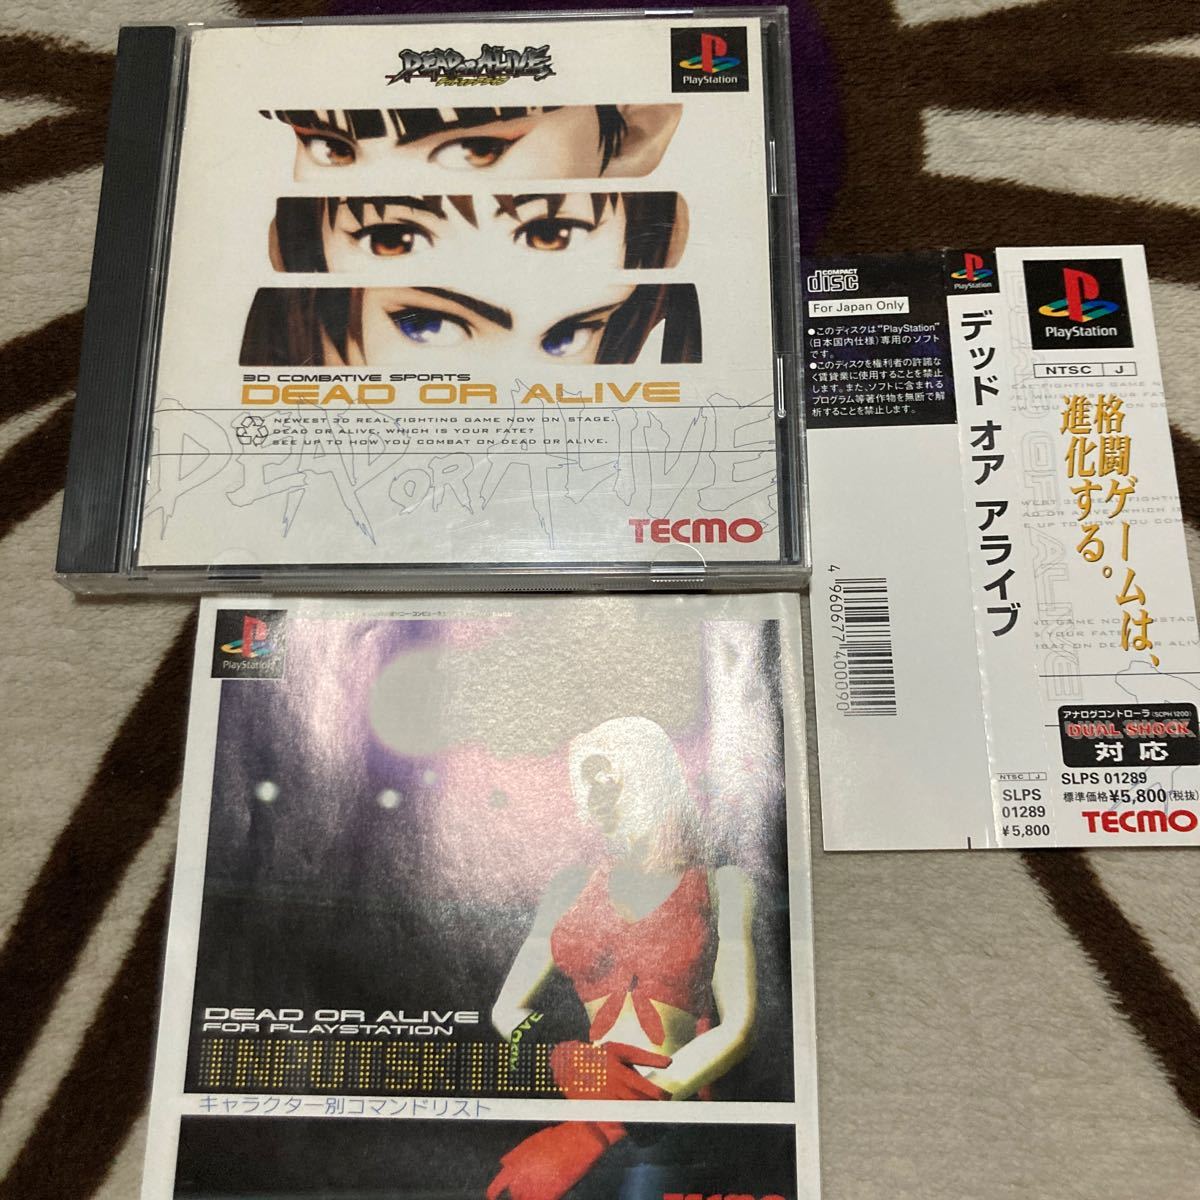 DEAD OR ALIVE
PlayStation
3D COMBATIVE SPORTS
DEAD OR ALIVE
NEWEST 3D REAL FIGHTING GAME NOW ON STAGE.
DEAD OR ALIVE, WHICH IS YOUR FATE?
SEE UP TO HOW YOU COMBAT ON DEAD OR ALIVE.
DEAD OR ALIVE
TECMO
COMPACT
disc
For Japan Only
●このディスクは"PlayStation"
(日本国内仕様)専用のソフト
です。
●このディスクを権利者の許諾な
く賃貸業に使用することを禁止
します。また、ソフトに含まれる
プログラム等著作物を無断で解
析することを禁止します。
4960677400090
PlayStation
デッド オア アライブ
NTSC J
SLPS
01289
¥5,800
PlayStation
NTSC J
格闘ゲームは、
進化する。
アナログコントローラ(SCPH 1200)
DUAL SHOCK
対応
SLPS 01289
標準価格¥5,800(税抜)
TECMO
PlayStation
DEAD OR ALIVE
FOR PLAYSTATION
INPUTSKILLS
キャラクター別コマンドリスト
TECMO